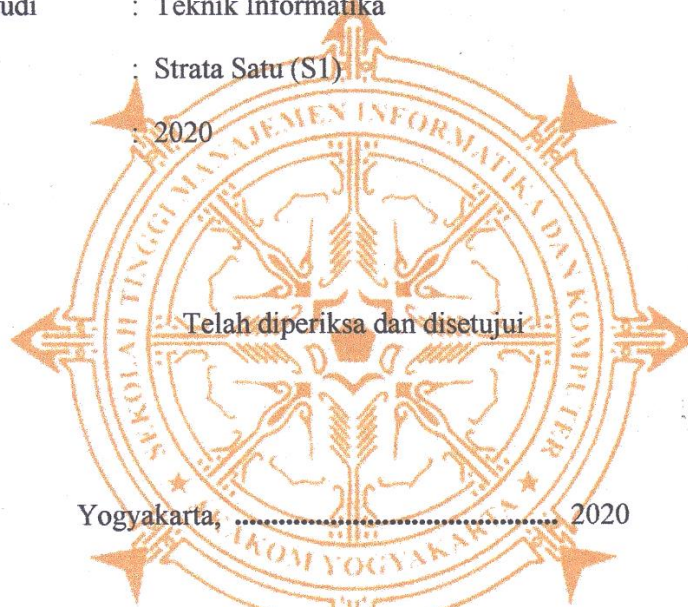 udi : Teknik Informatika
: Strata Satu (S1)
: 2020
SEKOLAH TINGGI MANAJEMEN INFORMATIKA DAN KOMPUTER
Telah diperiksa dan disetujui
Yogyakarta, ........................................................ 2020
AKAKOM YOGYAKARTA